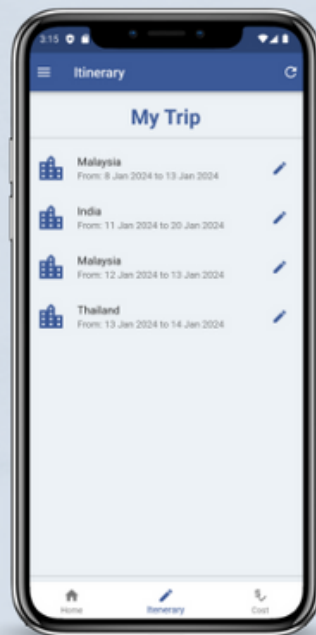 3:15
Itinerary
My Trip
Malaysia
From: 8 Jan 2024 to 13 Jan 2024
India
From: 11 Jan 2024 to 20 Jan 2024
Malaysia
From: 12 Jan 2024 to 13 Jan 2024
Thailand
From: 13 Jan 2024 to 14 Jan 2024
Home Itenerary Cost